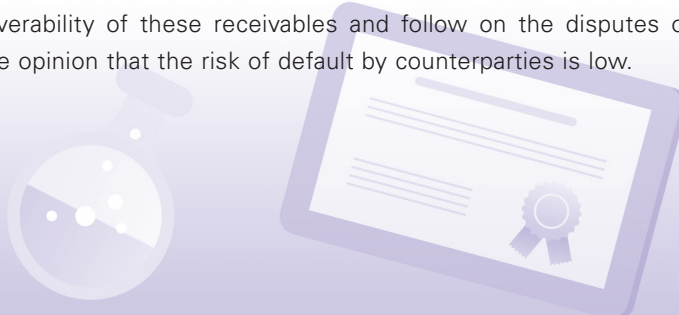 verability of these receivables and follow on the disputes o
e opinion that the risk of default by counterparties is low.